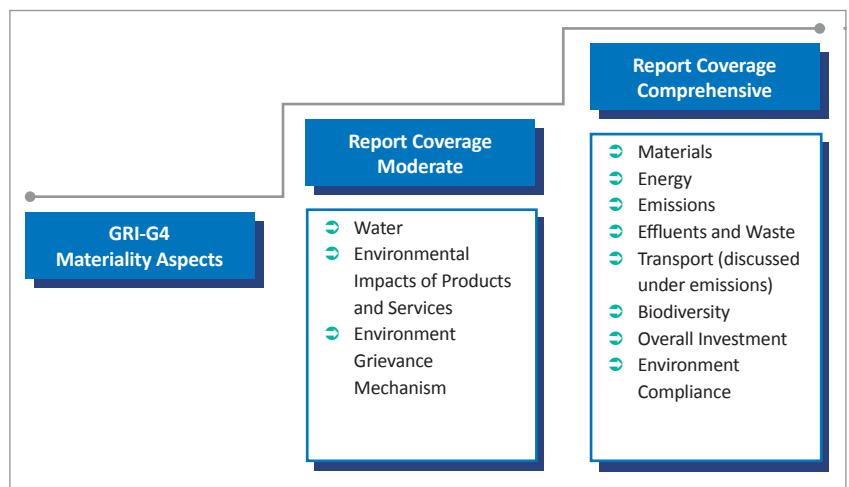 GRI-G4
Materiality Aspects
Report Coverage
Moderate
Water
Environmental
Impacts of Products
and Services
Environment
Grievance
Mechanism
Report Coverage
Comprehensive
Materials
Energy
Emissions
Effluents and Waste
Transport (discussed
under emissions)
Biodiversity
Overall Investment
Environment
Compliance